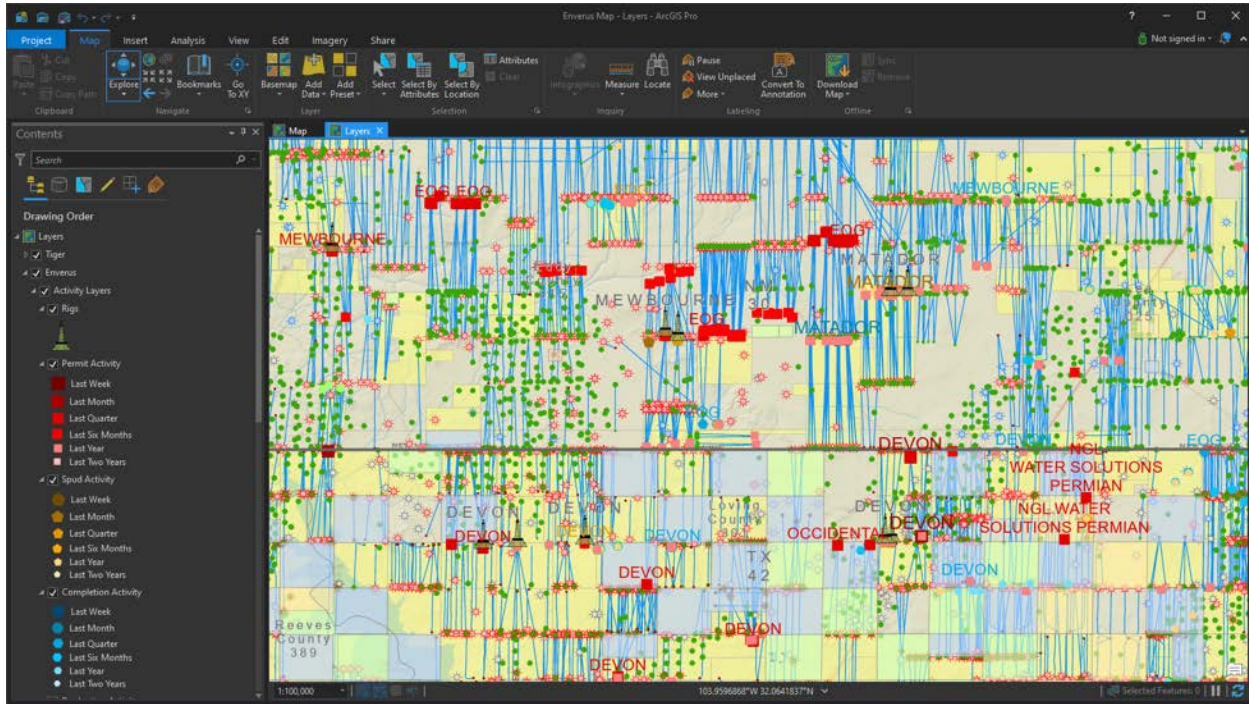 Enverus Map - Layers - ArcGIS Pro
?
Project Map Insert Analysis View Edit Imagery Share
Not signed in
Paste
Cut
Copy
Copy Path
Clipboard
Explore
Bookmarks
Go
To XY
Navigate
Basemap
Add
Data
Add
Preset
Layer
Select
Select By
Attributes
Select By
Location
Attributes
Clear
Selection
Infographics
Measure
Locate
Inquiry
Pause
View Unplaced
More
Convert To
Annotation
Labeling
Download
Map
Sync
Remove
Offline
Contents
Search
Drawing Order
Layers
Tiger
Enverus
Activity Layers
Rigs
Permit Activity
Last Week
Last Month
Last Quarter
Last Six Months
Last Year
Last Two Years
Spud Activity
Last Week
Last Month
Last Quarter
Last Six Months
Last Year
Last Two Years
Completion Activity
Last Week
Last Month
Last Quarter
Last Six Months
Last Year
Last Two Years
Map Layers
EOG EOG
MEWBOURNE
MEWBOURNE
EOG
MATADOR
MATADOR
MEWBOURNE
NM
30
EOG
MATADOR
EOG
DEVON
DEVON
EOG
NGL
WATER SOLUTIONS
PERMIAN
NGL WATER
SOLUTIONS PERMIAN
DEVON
DEVON
DEVON
DEVON
DEVON
Loving
County
OCCIDENTAL
DEVON
DEVON
TX
42
DEVON
DEVON
Reeves
County
389
DEVON
DEVON
1:100,000
103.9596868°W 32.0641837°N
Selected Features: 0